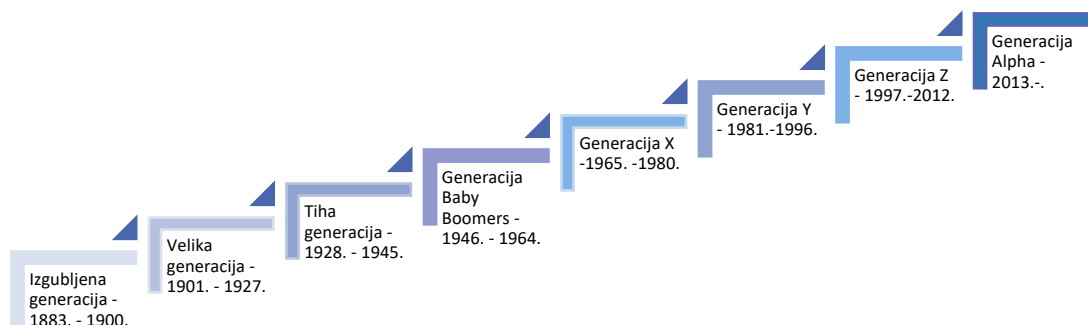 Izgubljena
generacija -
1883. - 1900.
Velika
generacija -
1901. - 1927.
Tiha
generacija -
1928. - 1945.
Generacija
Baby
Boomers -
1946. - 1964.
Generacija X
-1965. -1980.
Generacija Y
- 1981.-1996.
Generacija Z
- 1997.-2012.
Generacija
Alpha -
2013.-.